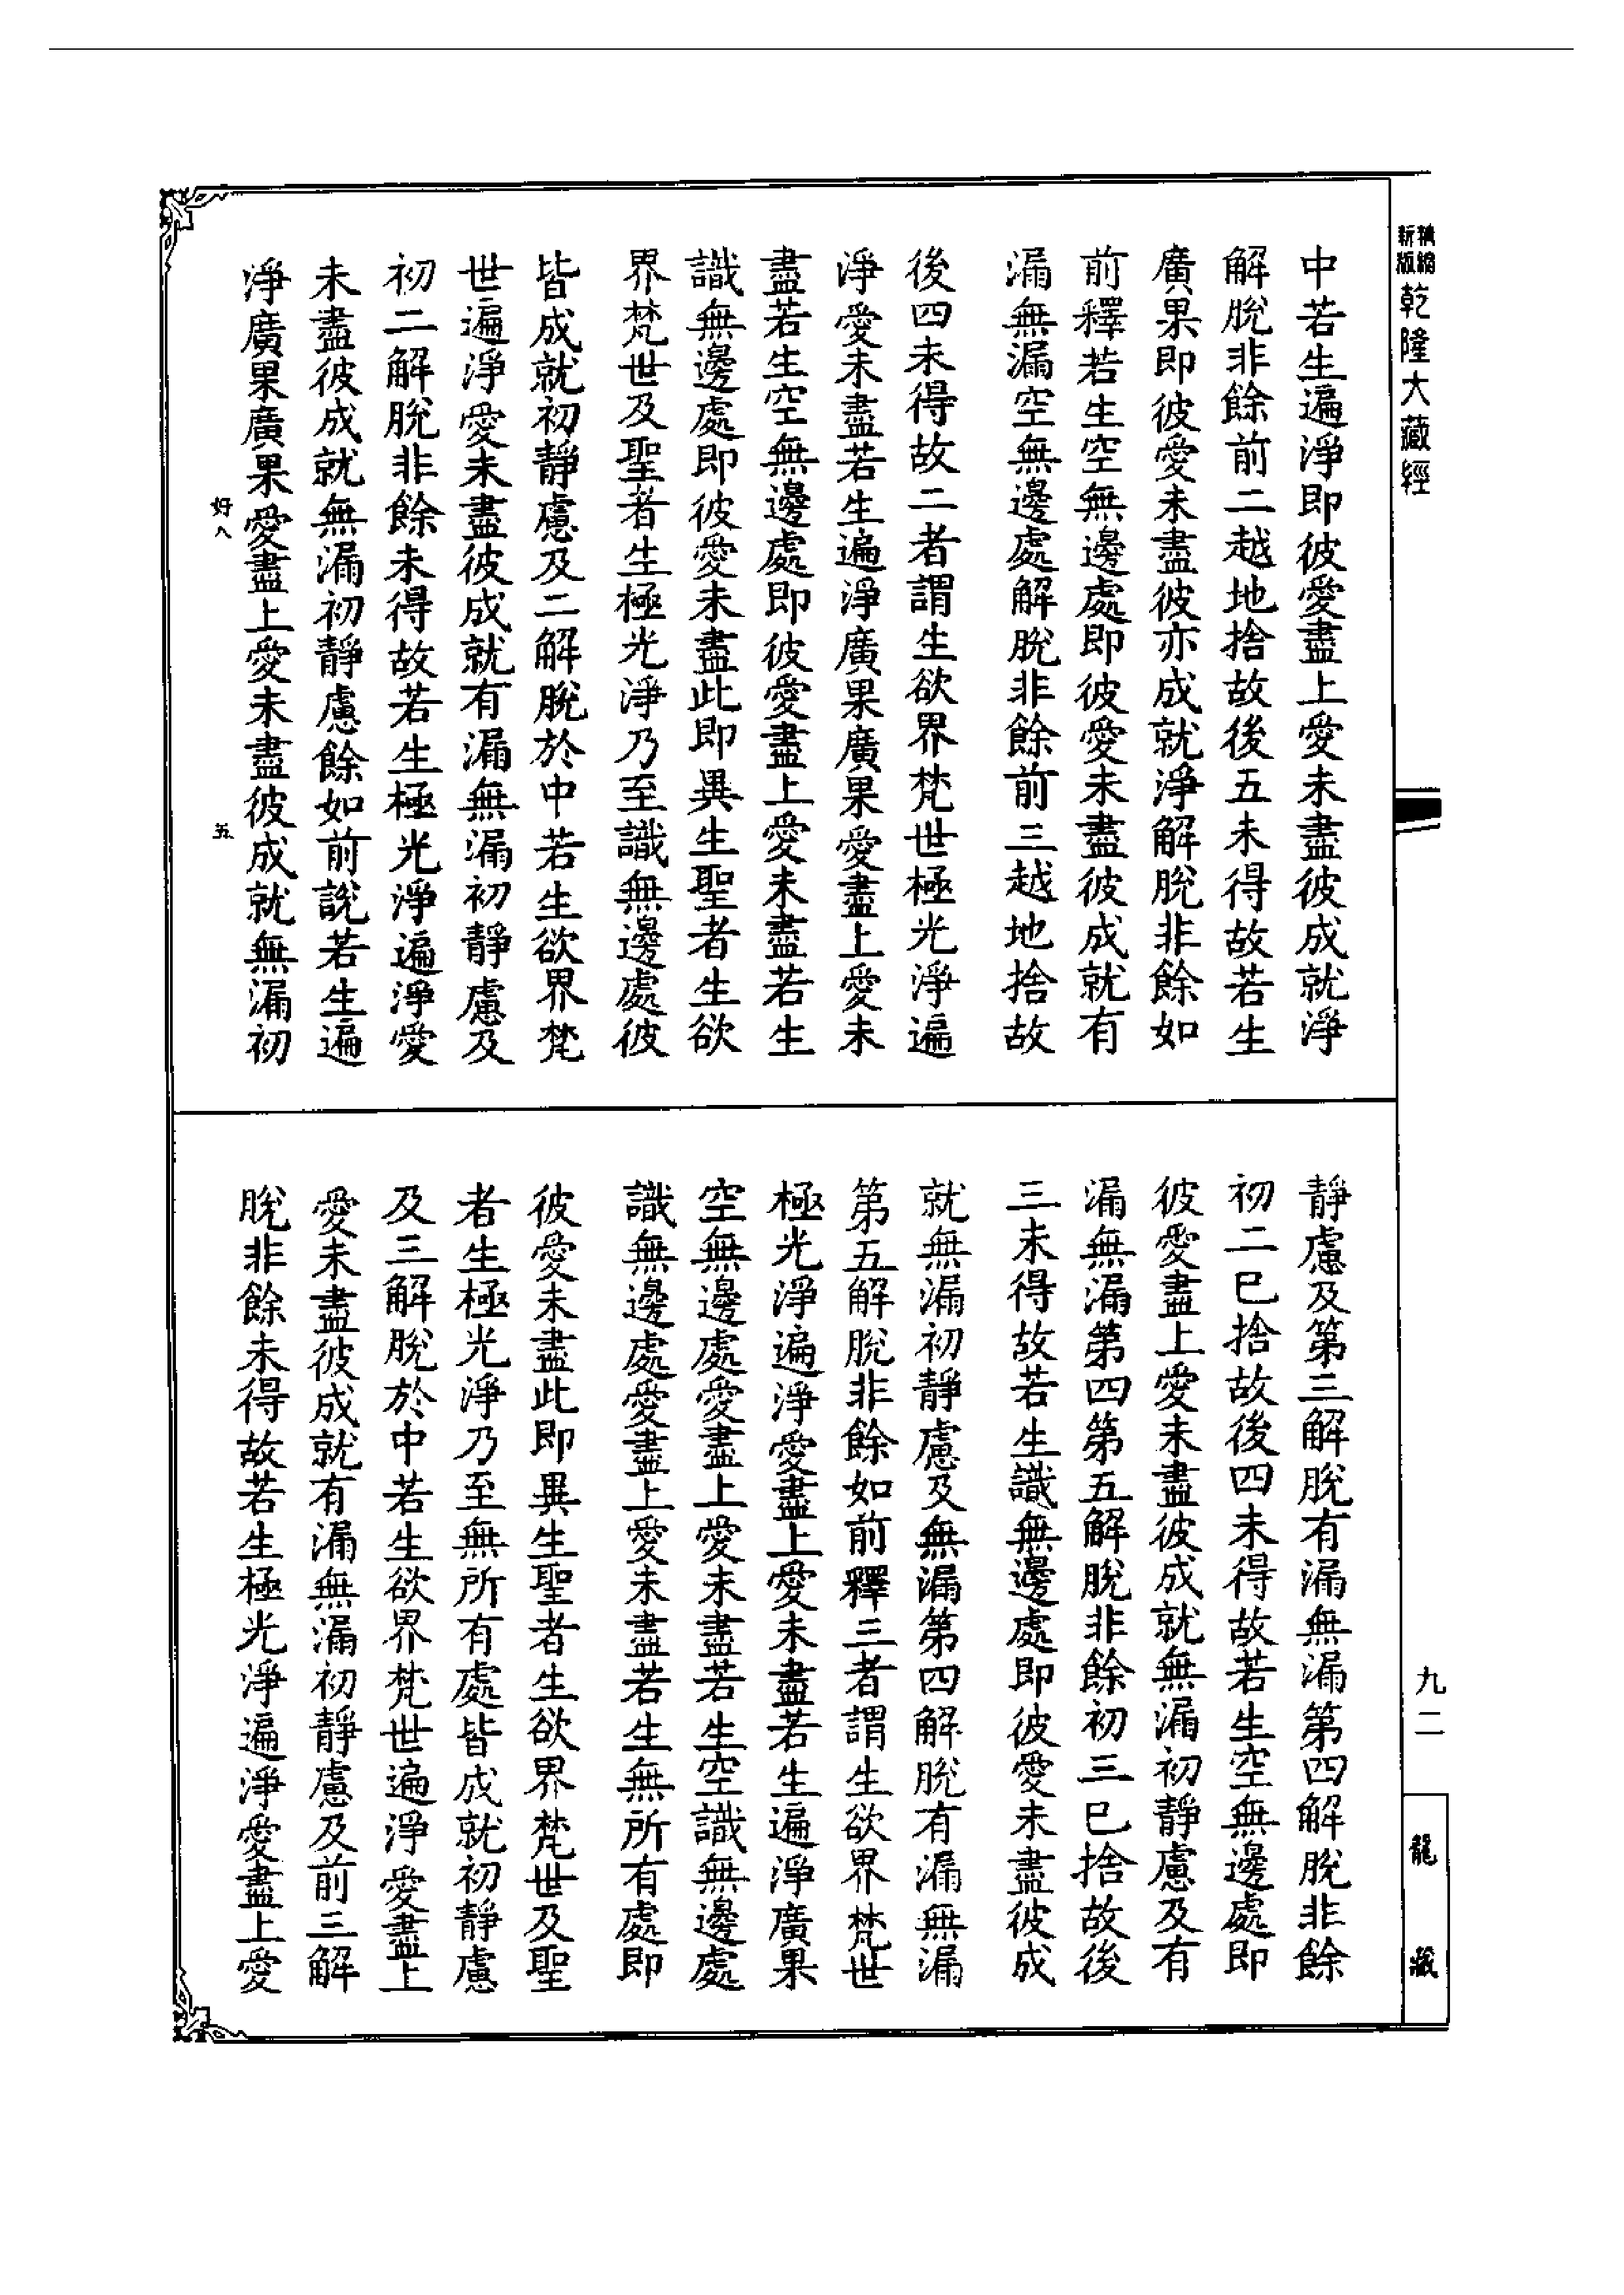 精縮
新版
乾隆大藏經
中若生遍淨即彼愛盡上愛未盡彼成就淨
解脫非餘前二越地捨故後五未得故若生
廣果即彼愛未盡彼亦成就淨解脫非餘如
前釋若生空無邊處即彼愛未盡彼成就有
漏無漏空無邊處解脫非餘前三越地捨故
後四未得故二者謂生欲界梵世極光淨遍
淨愛未盡若生遍淨廣果廣果愛盡上愛未
盡若生空無邊處即彼愛盡上愛未盡若生
識無邊處即彼愛未盡此即異生聖者生欲
界梵世及聖者生極光淨乃至識無邊處彼
皆成就初靜慮及二解脫於中若生欲界梵
世遍淨愛未盡彼成就有漏無漏初靜慮及
初二解脫非餘未得故若生極光淨遍淨愛
未盡彼成就無漏初靜慮餘如前說若生遍
淨廣果廣果愛盡上愛未盡彼成就無漏初
好八
五
靜慮及第三解脫有漏無漏第四解脫非餘
初二已捨故後四未得故若生空無邊處即
彼愛盡上愛未盡彼成就無漏初靜慮及有
漏無漏第四第五解脫非餘初三已捨故後
三未得故若生識無邊處即彼愛未盡彼成
就無漏初靜慮及無漏第四解脫有漏無漏
第五解脫非餘如前釋三者謂生欲界梵世
極光淨遍淨愛盡上愛未盡若生遍淨廣果
空無邊處愛盡上愛未盡若生空識無邊處
識無邊處愛盡上愛未盡若生無所有處即
彼愛未盡此即異生聖者生欲界梵世及聖
者生極光淨乃至無所有處皆成就初靜慮
及三解脫於中若生欲界梵世遍淨愛盡上
愛未盡彼成就有漏無漏初靜慮及前三解
脫非餘未得故若生極光淨遍淨愛盡上愛
九二
龍藏